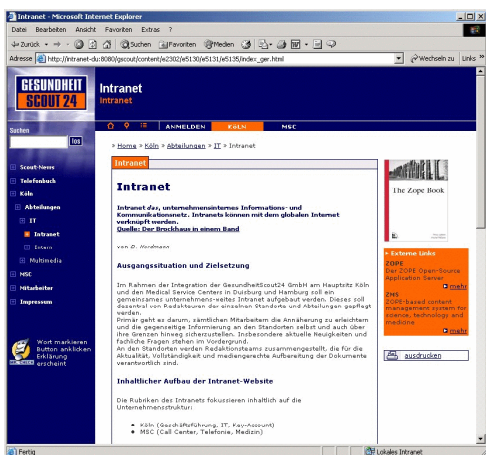 Intranet - Microsoft Internet Explorer
Datei Bearbeiten Ansicht Favoriten Extras ?
Zurück Suchen Favoriten Medien
Adresse http://intranet-du:8080/gscout/content/e2302/e5130/e5131/e5135/index_ger.html Wechseln zu Links »
GESUNDHEIT
SCOUT 24
Intranet
Intranet
ANMELDEN KöLN MSC
Suchen
los
» Home » Köln » Abteilungen » IT » Intranet
Scout-News
Telefonbuch
Köln
Abteilungen
IT
Intranet
Intern
Multimedia
MSC
Mitarbeiter
Impressum
Wort markieren
Button anklicken
Erklärung
erscheint
Intranet
Intranet
Intranet das, unternehmensinternes Informations- und
Kommunikationsnetz. Intranets können mit dem globalen Internet
verknüpft werden.
Quelle: Der Brockhaus in einem Band
von D. Hordmann
Ausgangssituation und Zielsetzung
Im Rahmen der Integration der GesundheitScout24 GmbH am Hauptsitz Köln
und den Medical Service Centern in Duisburg und Hamburg soll ein
gemeinsames unternehmens-weites Intranet aufgebaut werden. Dieses soll
dezentral von Redakteuren der einzelnen Standorte und Abteilungen gepflegt
werden.
Primär geht es darum, sämtlichen Mitarbeitern die Annäherung zu erleichtern
und die gegenseitige Informierung an den Standorten selbst und auch über
ihre Grenzen hinweg sicherzustellen. Insbesondere aktuelle Neuigkeiten und
fachliche Fragen stehen im Vordergrund.
An den Standorten werden Redaktionsteams zusammengestellt, die für die
Aktualität, Vollständigkeit und mediengerechte Aufbereitung der Dokumente
verantwortlich sind.
Inhaltlicher Aufbau der Intranet-Website
Die Rubriken des Intranets fokussieren inhaltlich auf die
Unternehmensstruktur:
Köln (Geschäftsführung, IT, Key-Account)
MSC (Call Center, Telefonie, Medizin)
The Zope Book
Externe Links
ZOPE
Der ZOPE Open-Source
Application Server
mehr
ZMS
ZOPE-based content
management system for
science, technology and
medicine
mehr
ausdrucken
Fertig
Lokales Intranet